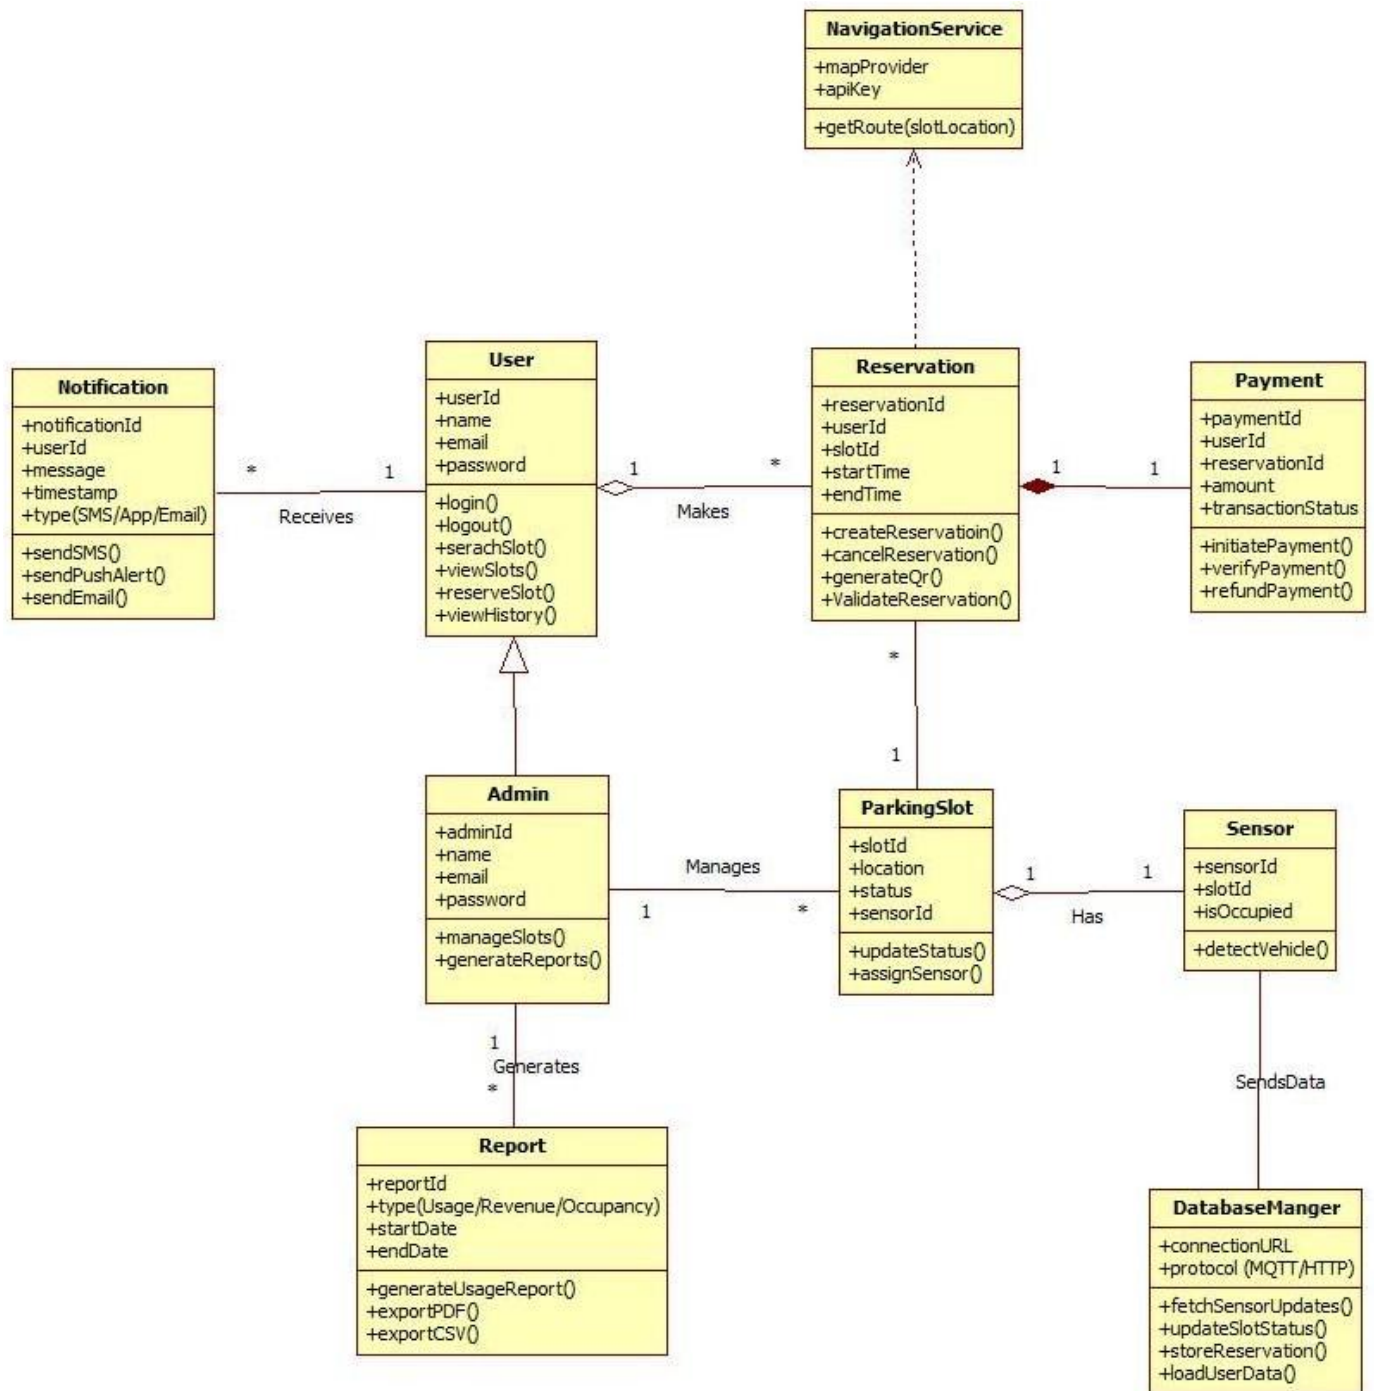 NavigationService
+mapProvider
+apiKey
+getRoute(slotLocation)
Notification
+notificationId
+userId
+message
+timestamp
+type(SMS/App/Email)
+sendSMS()
+sendPushAlert()
+sendEmail()
*
1
Receives
User
+userId
+name
+email
+password
+login()
+logout()
+serachSlot()
+viewSlots()
+reserveSlot()
+viewHistory()
1
*
Makes
Reservation
+reservationId
+userId
+slotId
+startTime
+endTime
+createReservatioin()
+cancelReservation()
+generateQr()
+ValidateReservation()
1
1
Payment
+paymentId
+userId
+reservationId
+amount
+transactionStatus
+initiatePayment()
+verifyPayment()
+refundPayment()
*
1
Admin
+adminId
+name
+email
+password
+manageSlots()
+generateReports()
Manages
1
*
ParkingSlot
+slotId
+location
+status
+sensorId
+updateStatus()
+assignSensor()
1
1
Has
Sensor
+sensorId
+slotId
+isOccupied
+detectVehicle()
1
Generates
*
SendsData
Report
+reportId
+type(Usage/Revenue/Occupancy)
+startDate
+endDate
+generateUsageReport()
+exportPDF()
+exportCSV()
DatabaseManger
+connectionURL
+protocol (MQTT/HTTP)
+fetchSensorUpdates()
+updateSlotStatus()
+storeReservation()
+loadUserData()